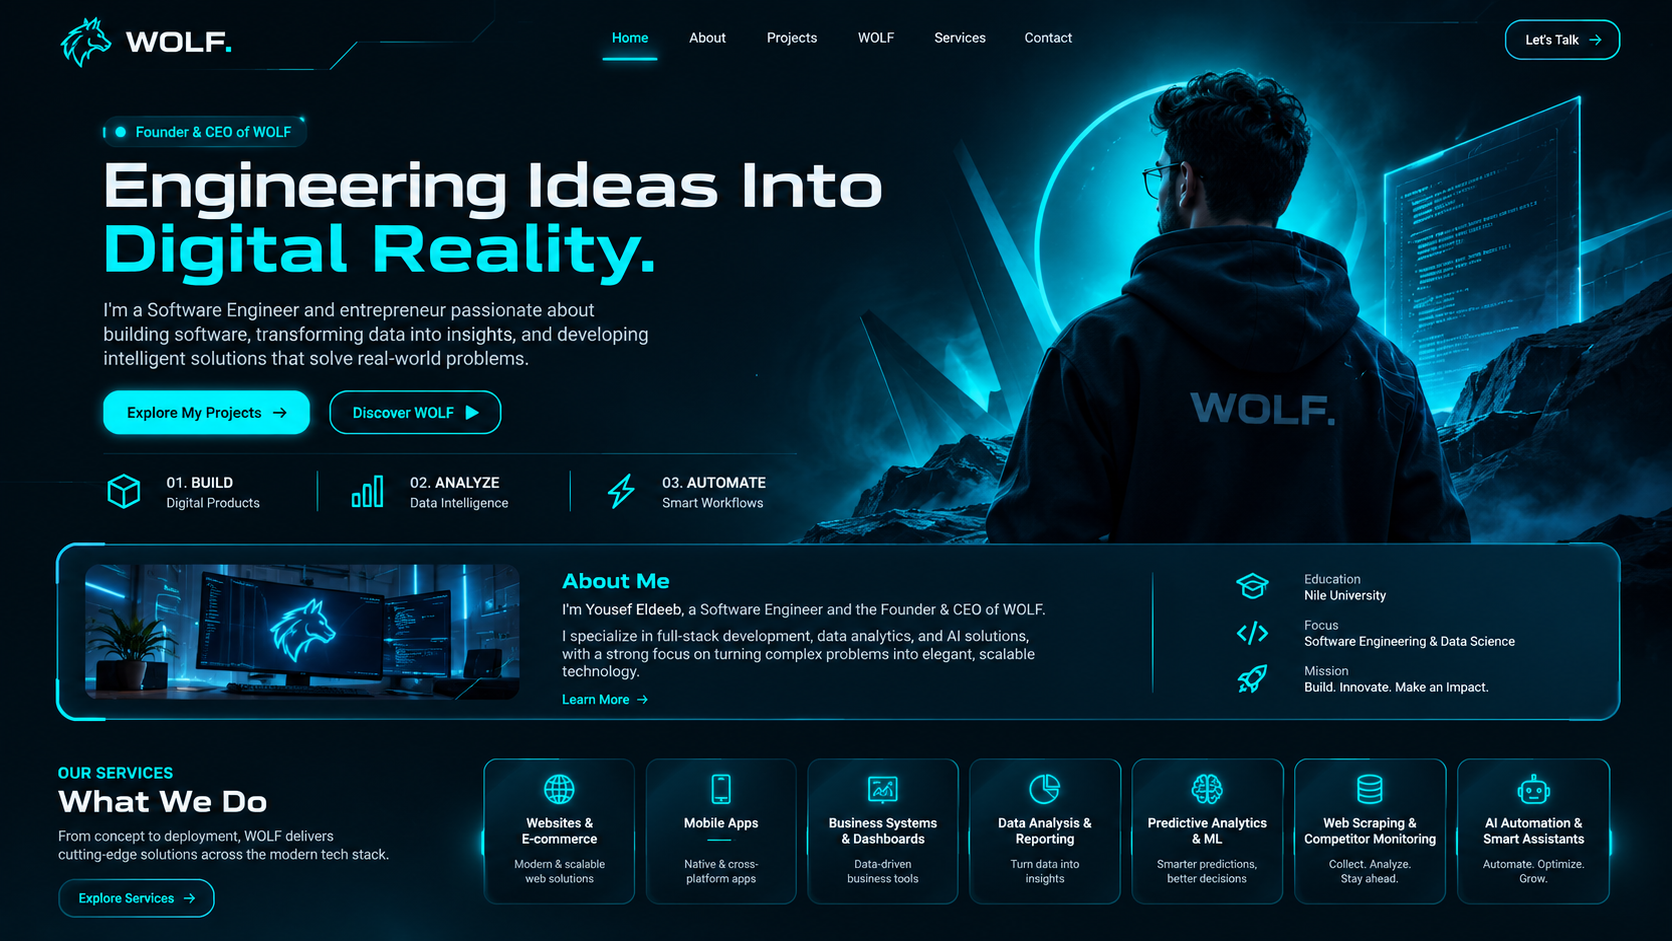 WOLF.
Home
About
Projects
WOLF
Services
Contact
Let's Talk
Founder & CEO of WOLF
Engineering Ideas Into
Digital Reality.
I'm a Software Engineer and entrepreneur passionate about
building software, transforming data into insights, and developing
intelligent solutions that solve real-world problems.
Explore My Projects
Discover WOLF
01. BUILD
Digital Products
02. ANALYZE
Data Intelligence
03. AUTOMATE
Smart Workflows
WOLF.
About Me
I'm Yousef Eldeeb, a Software Engineer and the Founder & CEO of WOLF.
I specialize in full-stack development, data analytics, and AI solutions,
with a strong focus on turning complex problems into elegant, scalable
technology.
Learn More
Education
Nile University
Focus
Software Engineering & Data Science
Mission
Build. Innovate. Make an Impact.
OUR SERVICES
What We Do
From concept to deployment, WOLF delivers
cutting-edge solutions across the modern tech stack.
Explore Services
Websites &
E-commerce
Modern & scalable
web solutions
Mobile Apps
Native & cross-
platform apps
Business Systems
& Dashboards
Data-driven
business tools
Data Analysis &
Reporting
Turn data into
insights
Predictive Analytics
& ML
Smarter predictions,
better decisions
Web Scraping &
Competitor Monitoring
Collect. Analyze.
Stay ahead.
AI Automation &
Smart Assistants
Automate. Optimize.
Grow.